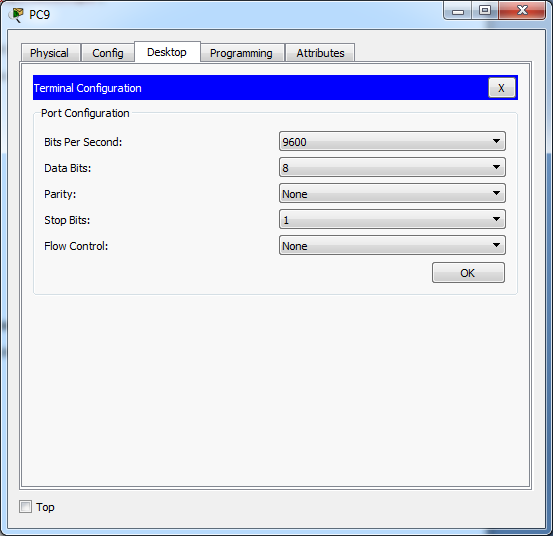 PC9
Physical Config Desktop Programming Attributes
Terminal Configuration X
Port Configuration
Bits Per Second: 9600
Data Bits: 8
Parity: None
Stop Bits: 1
Flow Control: None
OK
Top